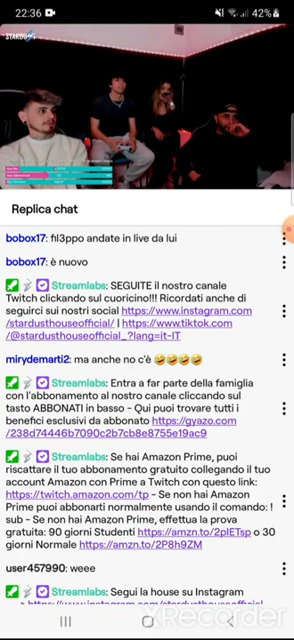 22:36
42%
STARDUST
Replica chat
bobox17: fil3ppo andate in live da lui
bobox17: è nuovo
Streamlabs: SEGUITE il nostro canale
Twitch clickando sul cuoricino!!! Ricordati anche di
seguirci sui nostri social https://www.instagram.com
/stardusthouseofficial/ I https://www.tiktok.com
/@stardusthouseofficial_?lang=it-IT
mirydemarti2: ma anche no c'è 🤣🤣🤣🤣
Streamlabs: Entra a far parte della famiglia
con l'abbonamento al nostro canale cliccando sul
tasto ABBONATI in basso - Qui puoi trovare tutti i
benefici esclusivi da abbonato https://gyazo.com
/238d74446b7090c2b7cb8e8755e19ac9
Streamlabs: Se hai Amazon Prime, puoi
riscattare il tuo abbonamento gratuito collegando il tuo
account Amazon con Prime a Twitch con questo link:
https://twitch.amazon.com/tp - Se non hai Amazon
Prime puoi abbonarti normalmente usando il comando: !
sub - Se non hai Amazon Prime, effettua la prova
gratuita: 90 giorni Studenti https://amzn.to/2pIETsp o 30
giorni Normale https://amzn.to/2P8h9ZM
user457990: weee
Streamlabs: Segui la house su Instagram
https://www.instagram.com/stardusthouseofficial
XRecorder